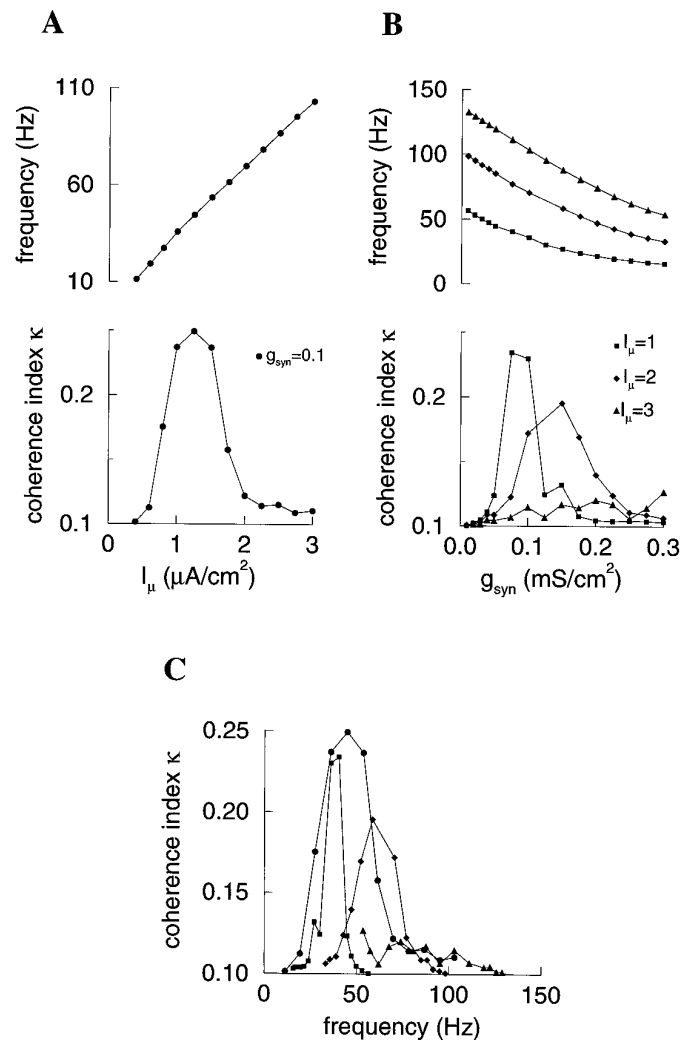 A
B
frequency (Hz)
110
60
10
frequency (Hz)
150
100
50
0
coherence index κ
0.2
0.1
g_syn=0.1
0
1
2
3
I_μ (μA/cm²)
coherence index κ
0.2
0.1
I_μ=1
I_μ=2
I_μ=3
0.0
0.1
0.2
0.3
g_syn (mS/cm²)
C
coherence index κ
0.25
0.20
0.15
0.10
0
50
100
150
frequency (Hz)